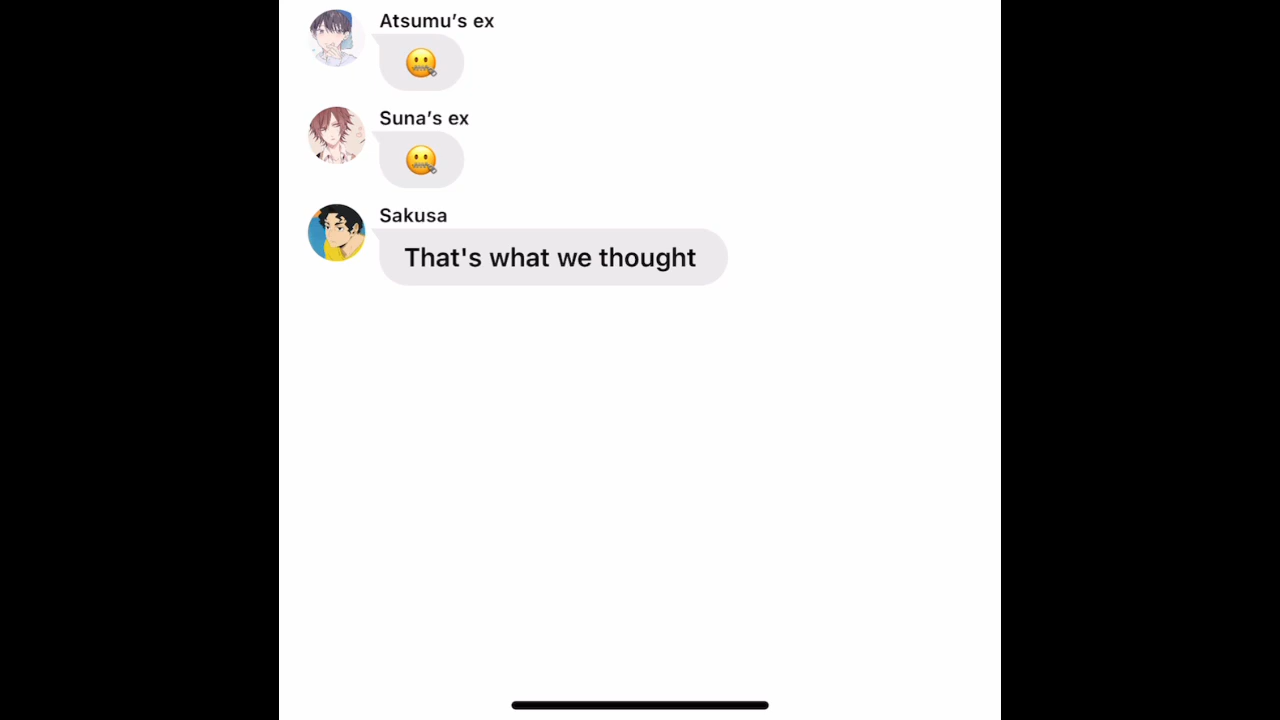 Atsumu’s ex
🤐
Suna’s ex
🤐
Sakusa
That's what we thought